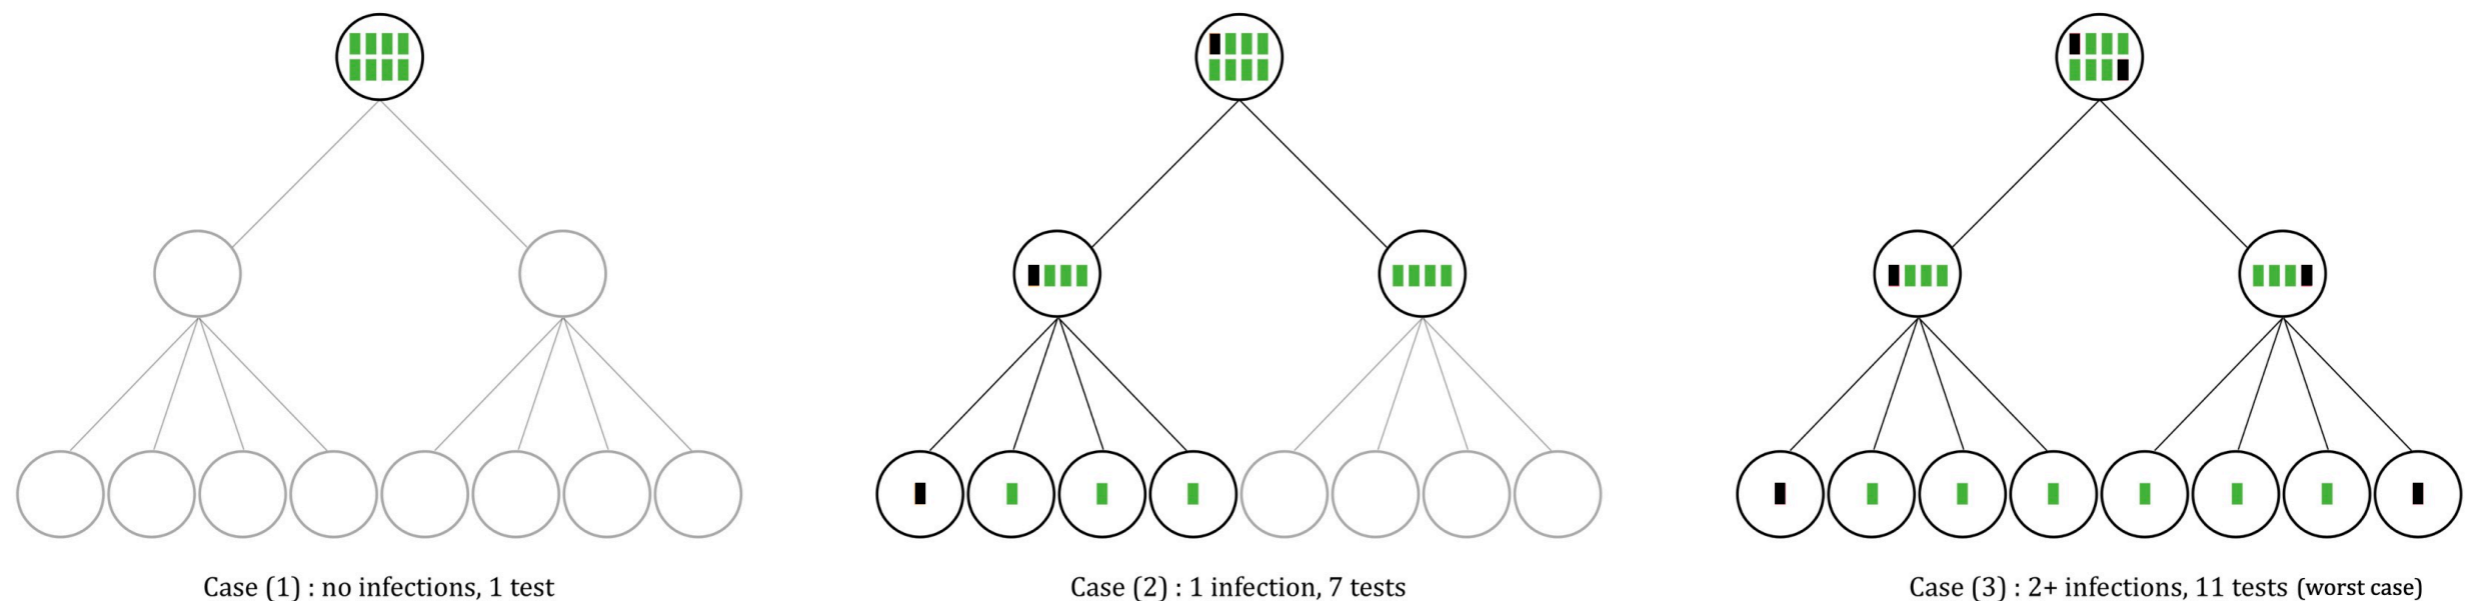 Case (1) : no infections, 1 test
Case (2) : 1 infection, 7 tests
Case (3) : 2+ infections, 11 tests (worst case)